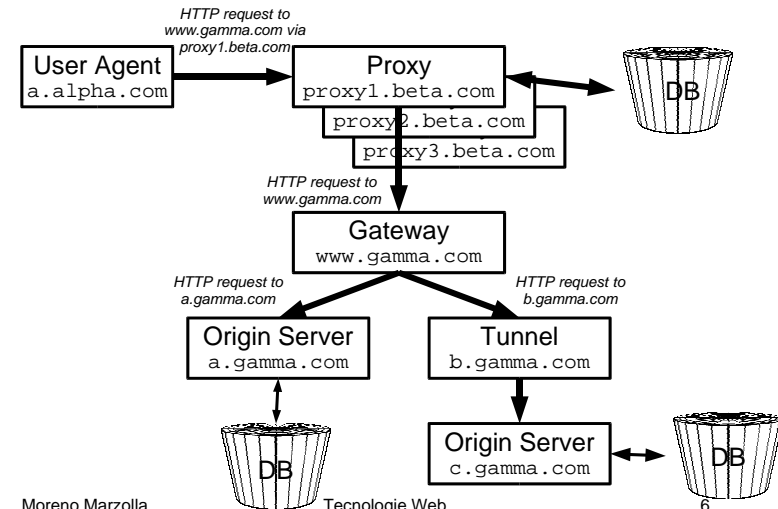 HTTP request to
www.gamma.com via
proxy1.beta.com
User Agent
a.alpha.com
Proxy
proxy1.beta.com
proxy2.beta.com
proxy3.beta.com
DB
HTTP request to
www.gamma.com
Gateway
www.gamma.com
HTTP request to
a.gamma.com
HTTP request to
b.gamma.com
Origin Server
a.gamma.com
Tunnel
b.gamma.com
DB
Origin Server
c.gamma.com
DB
Moreno Marzolla
Tecnologie Web
6